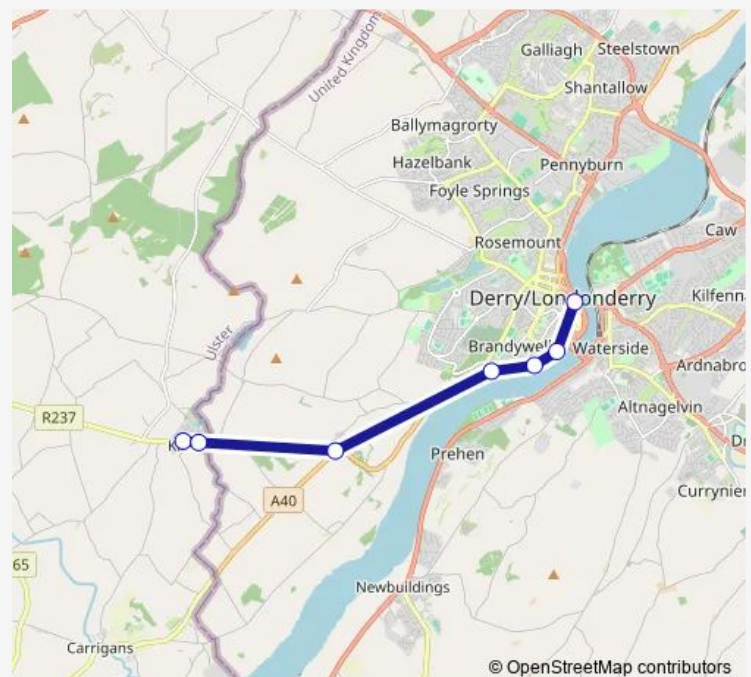 Galliagh
Steelstown
United Kingdom
Shantallow
Ballymagrorty
Hazelbank
Pennyburn
Foyle Springs
Caw
Rosemount
Derry/Londonderry
Kilfenn
Ulster
Brandywell
Waterside
Ardnabro
R237
K
Altnagelvin
Prehen
A40
Currynier
65
Newbuildings
Carrigans
© OpenStreetMap contributors